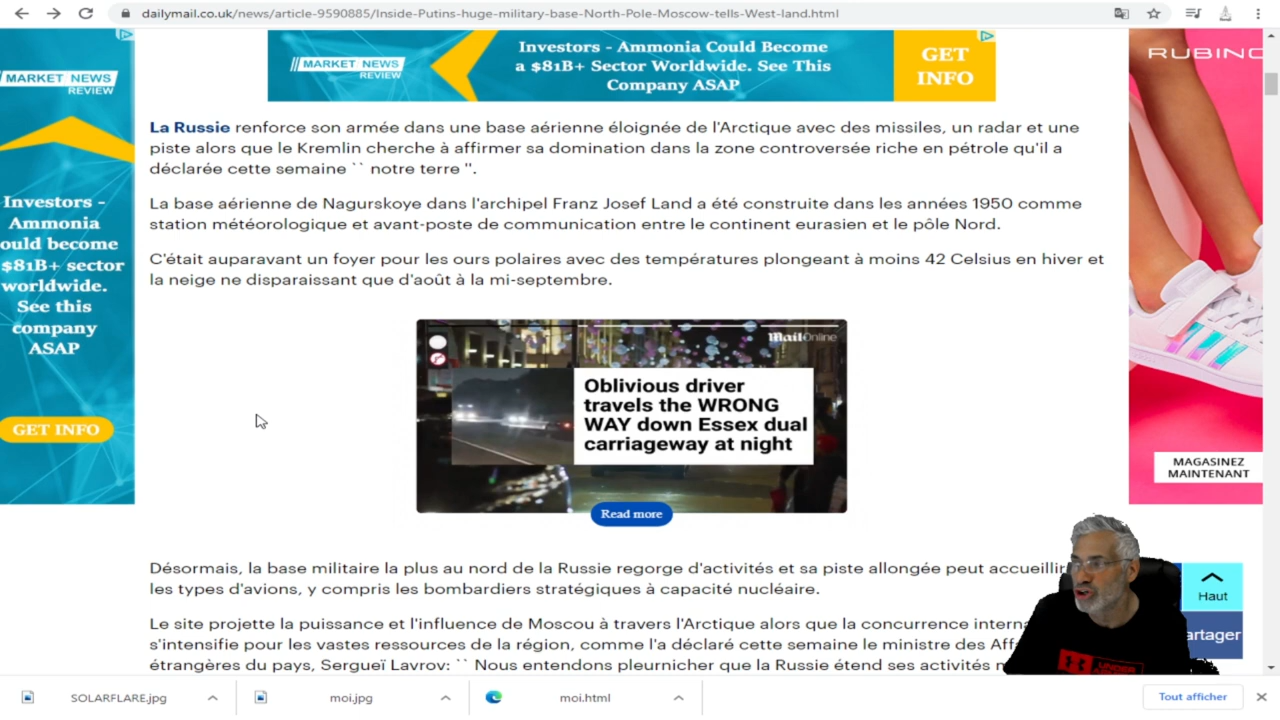 dailymail.co.uk/news/article-9590885/Inside-Putins-huge-military-base-North-Pole-Moscow-tells-West-land.html
MARKET NEWS
REVIEW
Investors -
Ammonia
ould become
$81B+ sector
worldwide.
See this
company
ASAP
GET INFO
MARKET NEWS
REVIEW
Investors - Ammonia Could Become
a $81B+ Sector Worldwide. See This
Company ASAP
GET
INFO
RUBINO
La Russie renforce son armée dans une base aérienne éloignée de l'Arctique avec des missiles, un radar et une
piste alors que le Kremlin cherche à affirmer sa domination dans la zone controversée riche en pétrole qu'il a
déclarée cette semaine `` notre terre ''.
La base aérienne de Nagurskoye dans l'archipel Franz Josef Land a été construite dans les années 1950 comme
station météorologique et avant-poste de communication entre le continent eurasien et le pôle Nord.
C'était auparavant un foyer pour les ours polaires avec des températures plongeant à moins 42 Celsius en hiver et
la neige ne disparaissant que d'août à la mi-septembre.
Mail Online
Oblivious driver
travels the WRONG
WAY down Essex dual
carriageway at night
Read more
MAGASINEZ
MAINTENANT
Désormais, la base militaire la plus au nord de la Russie regorge d'activités et sa piste allongée peut accueillir
les types d'avions, y compris les bombardiers stratégiques à capacité nucléaire.
Le site projette la puissance et l'influence de Moscou à travers l'Arctique alors que la concurrence interna
s'intensifie pour les vastes ressources de la région, comme l'a déclaré cette semaine le ministre des Aff
étrangères du pays, Sergueï Lavrov: `` Nous entendons pleurnicher que la Russie étend ses activités
Haut
artager
UNDER
SOLARFLARE.jpg
moi.jpg
moi.html
Tout afficher